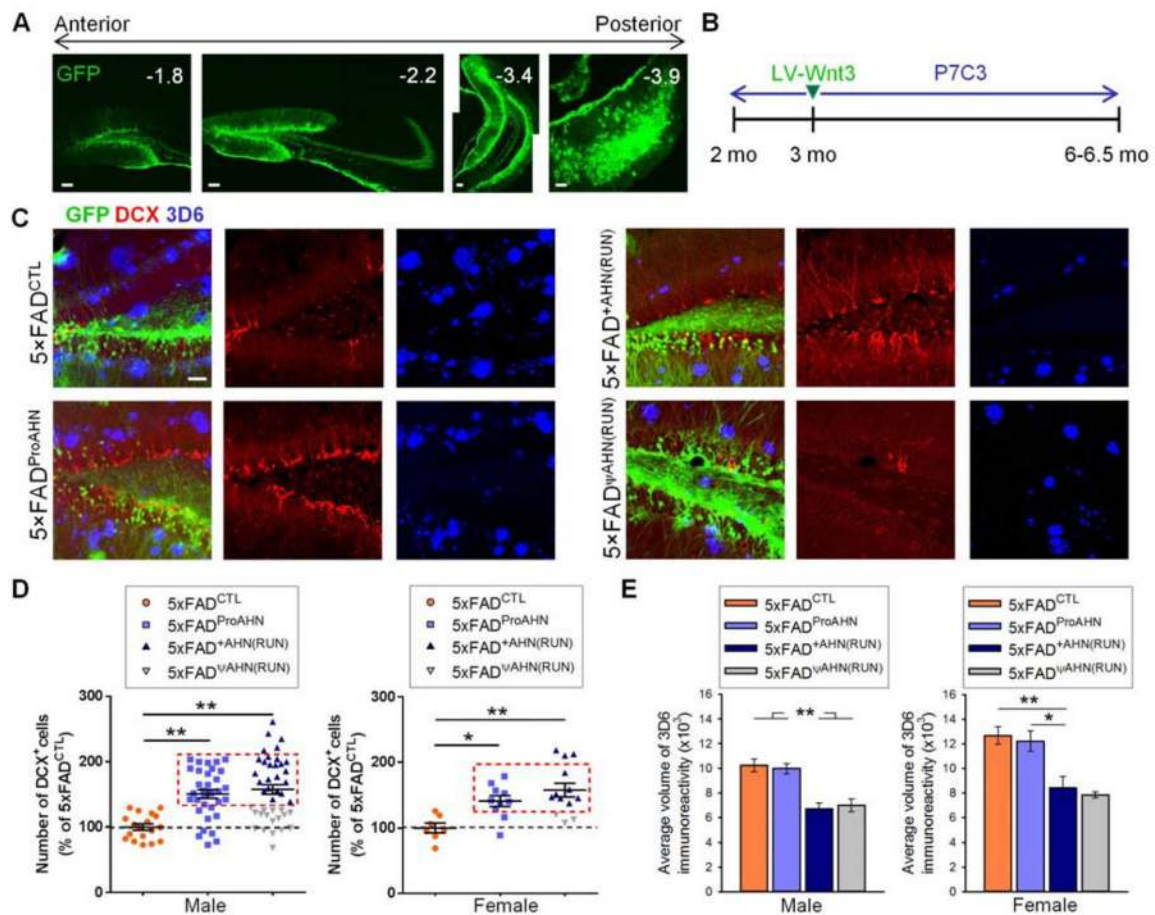 A
Anterior
Posterior
GFP
-1.8
-2.2
-3.4
-3.9
B
LV-Wnt3
P7C3
2 mo
3 mo
6-6.5 mo
C
GFP DCX 3D6
5×FAD^CTL
5×FAD^+AHN(RUN)
5×FAD^ProAHN
5×FAD^ΨAHN(RUN)
D
5xFAD^CTL
5xFAD^ProAHN
5xFAD^+AHN(RUN)
5xFAD^ΨAHN(RUN)
Number of DCX⁺ cells
(% of 5xFAD^CTL)
300
200
100
0
**
**
Male
5xFAD^CTL
5xFAD^ProAHN
5xFAD^+AHN(RUN)
5xFAD^ΨAHN(RUN)
Number of DCX⁺ cells
(% of 5xFAD^CTL)
300
200
100
0
**
*
Female
E
5xFAD^CTL
5xFAD^ProAHN
5xFAD^+AHN(RUN)
5xFAD^ΨAHN(RUN)
Average volume of 3D6
immunoreactivity (x10³)
16
14
12
10
8
6
4
2
0
**
Male
5xFAD^CTL
5xFAD^ProAHN
5xFAD^+AHN(RUN)
5xFAD^ΨAHN(RUN)
Average volume of 3D6
immunoreactivity (x10³)
16
14
12
10
8
6
4
2
0
**
*
Female